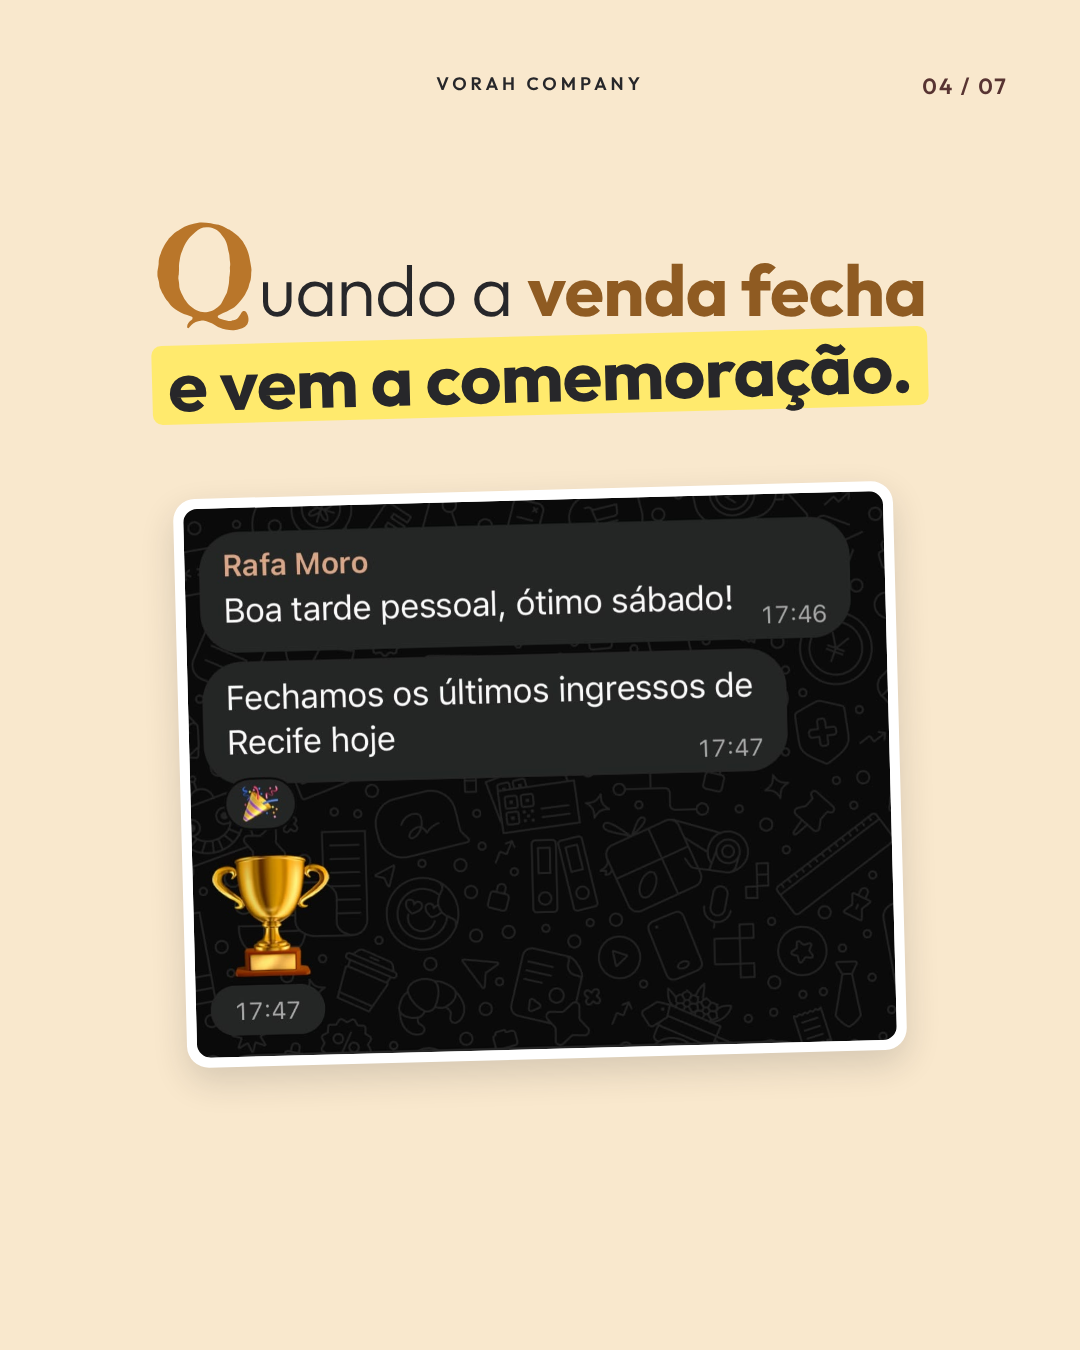 VORAH COMPANY
04 / 07
Quando a venda fecha
e vem a comemoração.
Rafa Moro
Boa tarde pessoal, ótimo sábado!
17:46
Fechamos os últimos ingressos de
Recife hoje
17:47
17:47